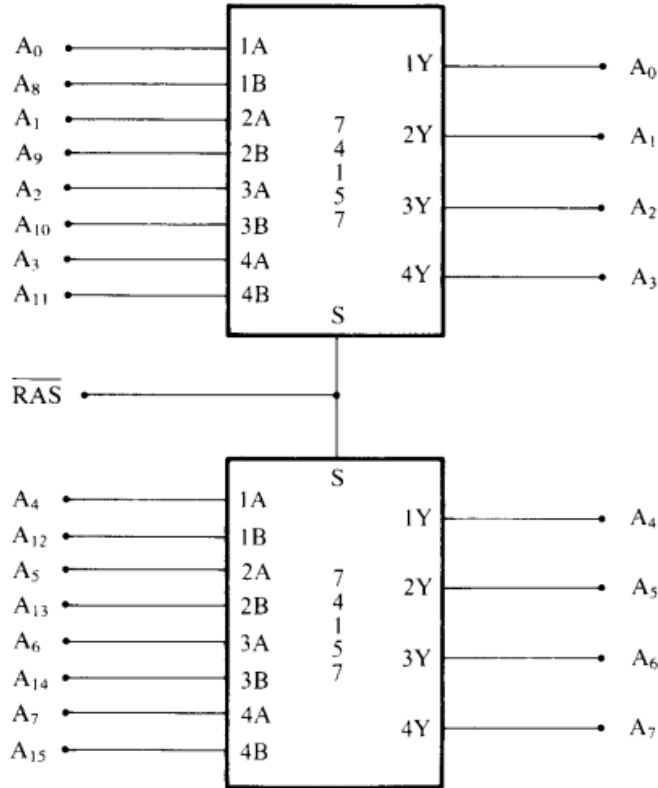 A₀ 1A 1Y A₀
A₈ 1B
A₁ 2A 2Y A₁
A₉ 2B
A₂ 3A 3Y A₂
A₁₀ 3B
A₃ 4A 4Y A₃
A₁₁ 4B
7
4
1
5
7
S
R̅A̅S̅
S
A₄ 1A 1Y A₄
A₁₂ 1B
A₅ 2A 2Y A₅
A₁₃ 2B
A₆ 3A 3Y A₆
A₁₄ 3B
A₇ 4A 4Y A₇
A₁₅ 4B
7
4
1
5
7